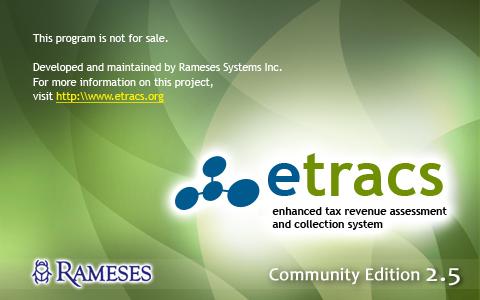 This program is not for sale.
Developed and maintained by Rameses Systems Inc.
For more information on this project,
visit http:\\www.etracs.org
etracs
enhanced tax revenue assessment
and collection system
RAMESES
Community Edition 2.5